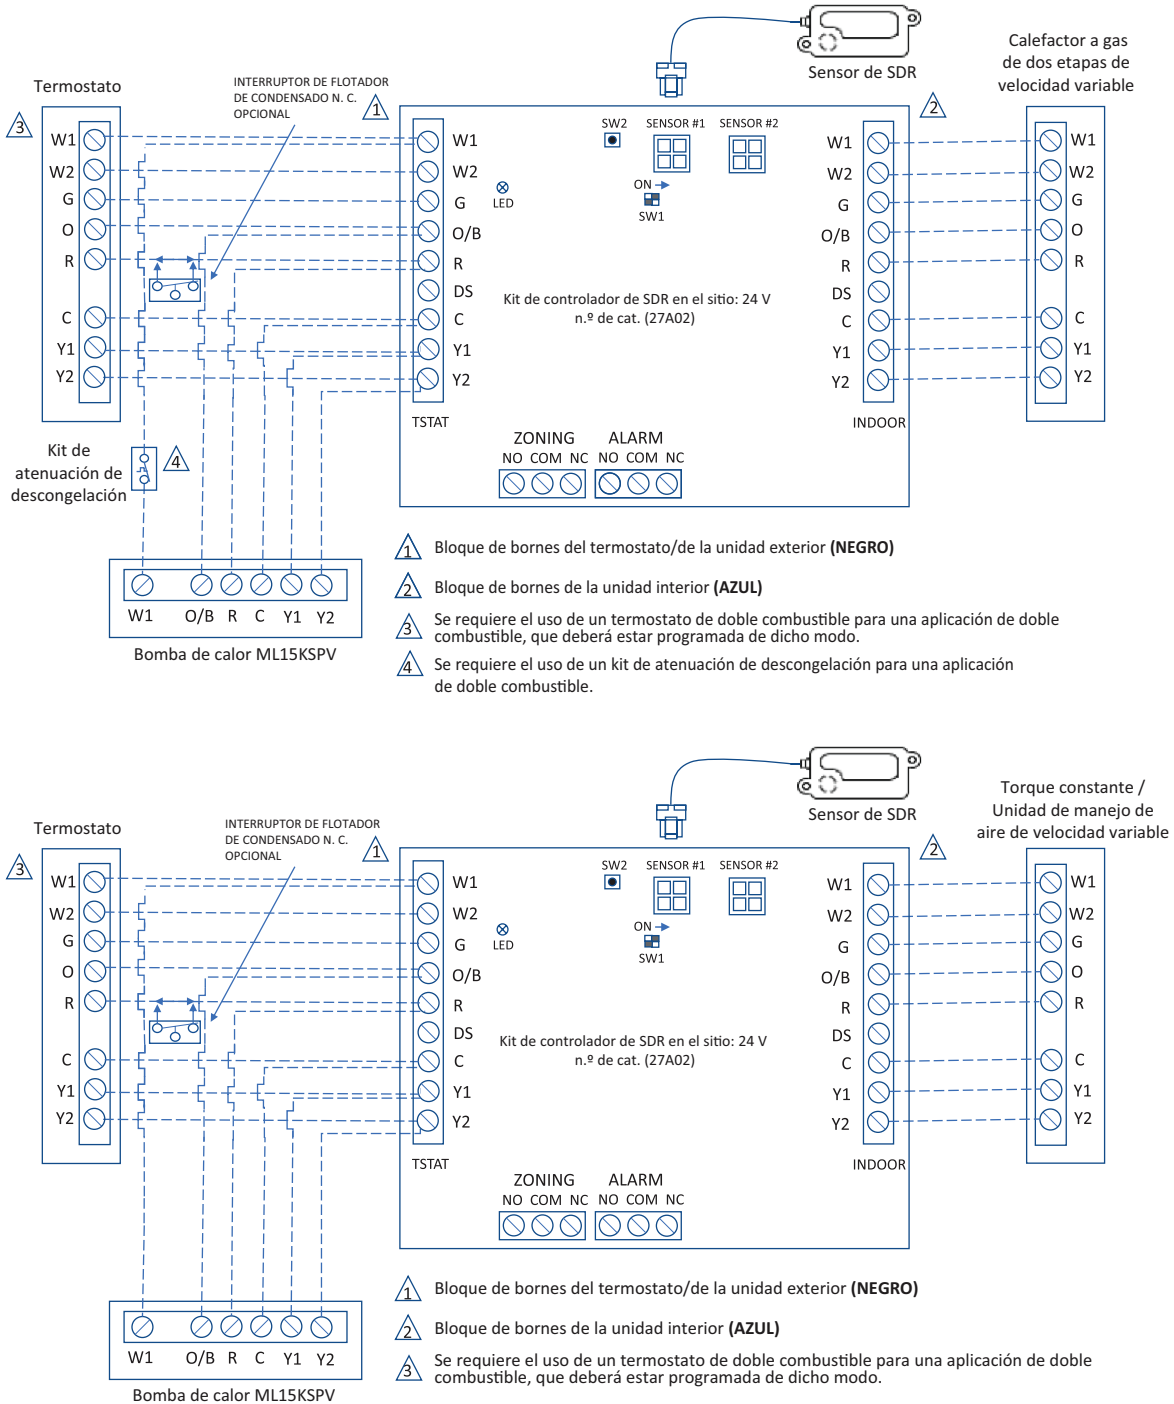 Sensor de SDR
Calefactor a gas
de dos etapas de
velocidad variable
Termostato
INTERRUPTOR DE FLOTADOR
DE CONDENSADO N. C.
OPCIONAL
3
1
2
W1
W2
G
O
R
C
Y1
Y2
W1
W2
G
O/B
R
DS
C
Y1
Y2
TSTAT
SW2
SENSOR #1
SENSOR #2
ON
SW1
LED
Kit de controlador de SDR en el sitio: 24 V
n.º de cat. (27A02)
ZONING
NO COM NC
ALARM
NO COM NC
W1
W2
G
O/B
R
DS
C
Y1
Y2
INDOOR
W1
W2
G
O
R
C
Y1
Y2
Kit de
atenuación de
descongelación
4
W1 O/B R C Y1 Y2
Bomba de calor ML15KSPV
1 Bloque de bornes del termostato/de la unidad exterior (NEGRO)
2 Bloque de bornes de la unidad interior (AZUL)
3 Se requiere el uso de un termostato de doble combustible para una aplicación de doble
combustible, que deberá estar programada de dicho modo.
4 Se requiere el uso de un kit de atenuación de descongelación para una aplicación
de doble combustible.
Sensor de SDR
Torque constante /
Unidad de manejo de
aire de velocidad variable
Termostato
INTERRUPTOR DE FLOTADOR
DE CONDENSADO N. C.
OPCIONAL
3
1
2
W1
W2
G
O
R
C
Y1
Y2
W1
W2
G
O/B
R
DS
C
Y1
Y2
TSTAT
SW2
SENSOR #1
SENSOR #2
ON
SW1
LED
Kit de controlador de SDR en el sitio: 24 V
n.º de cat. (27A02)
ZONING
NO COM NC
ALARM
NO COM NC
W1
W2
G
O/B
R
DS
C
Y1
Y2
INDOOR
W1
W2
G
O
R
C
Y1
Y2
W1 O/B R C Y1 Y2
Bomba de calor ML15KSPV
1 Bloque de bornes del termostato/de la unidad exterior (NEGRO)
2 Bloque de bornes de la unidad interior (AZUL)
3 Se requiere el uso de un termostato de doble combustible para una aplicación de doble
combustible, que deberá estar programada de dicho modo.